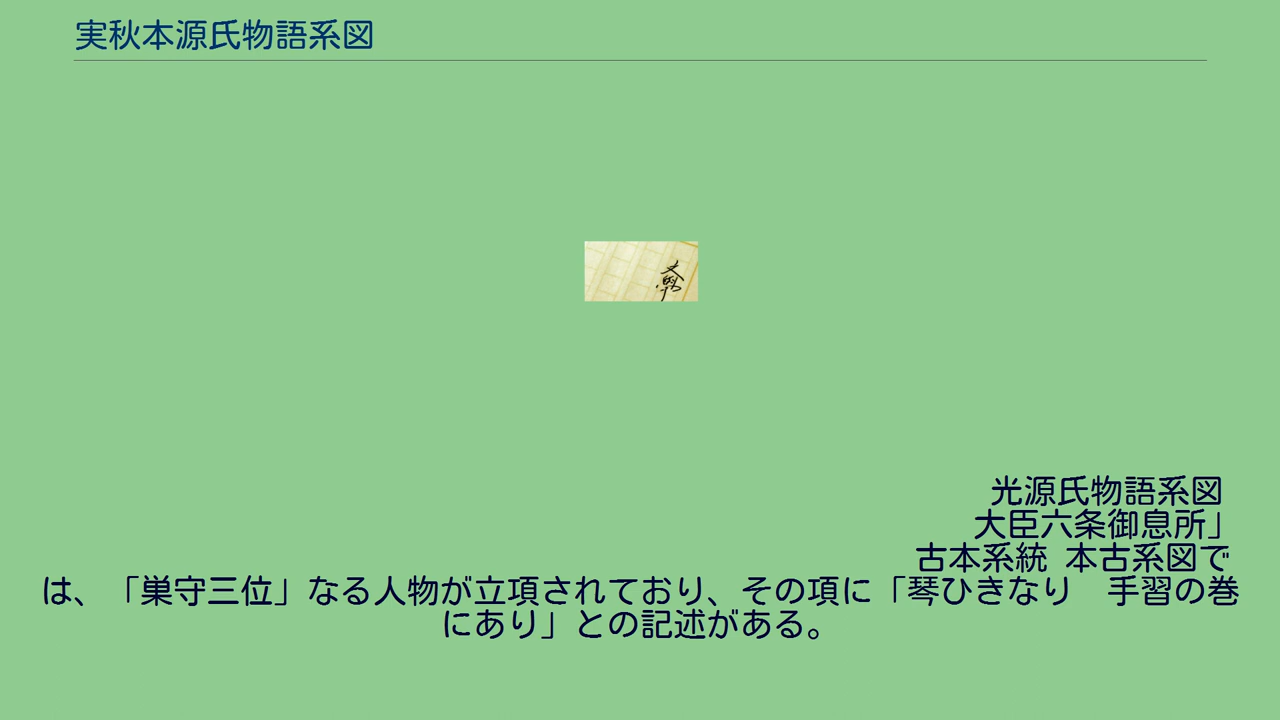 実秋本源氏物語系図
光源氏物語系図
大臣六条御息所」
古本系統 本古系図で
は、「巣守三位」なる人物が立項されており、その項に「琴ひきなり　手習の巻
にあり」との記述がある。